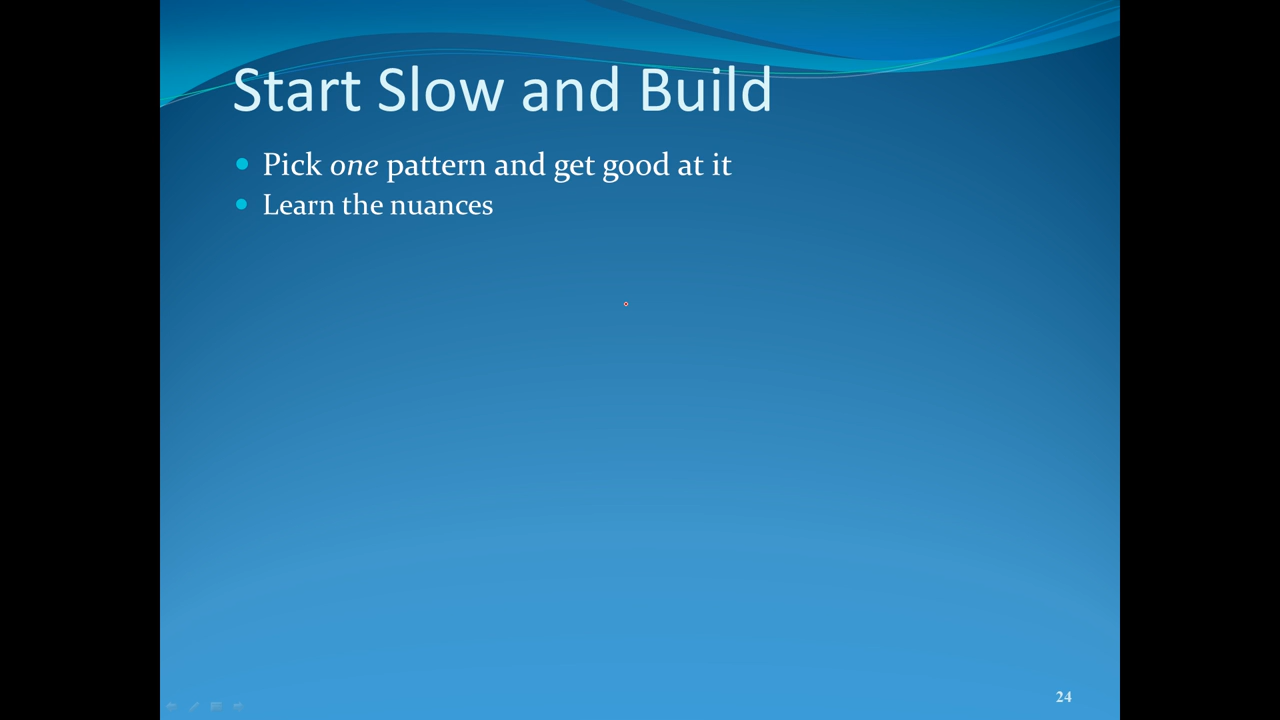 Start Slow and Build
Pick one pattern and get good at it
Learn the nuances
24